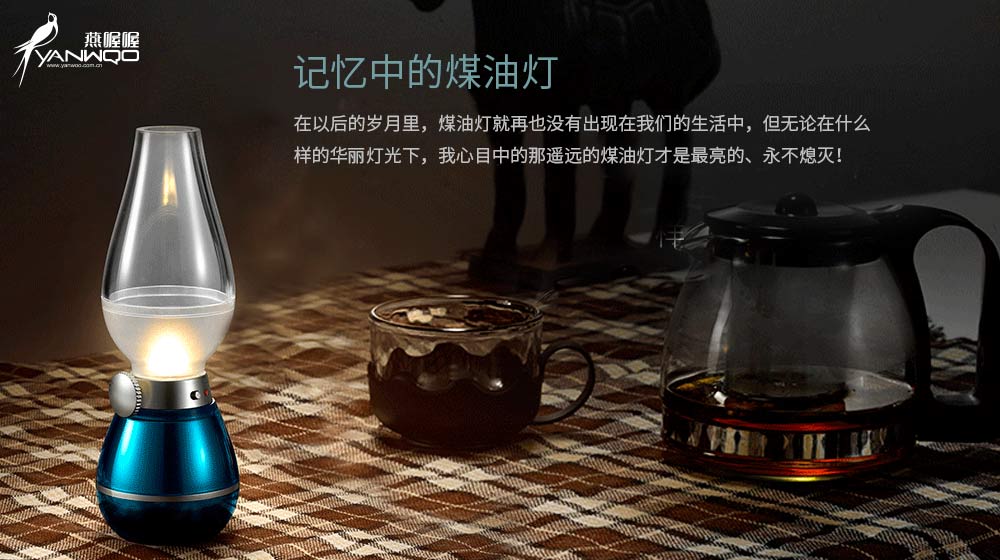 燕喔喔
YANWOO
www.yanwoo.com.cn
记忆中的煤油灯
在以后的岁月里，煤油灯就再也没有出现在我们的生活中，但无论在什么
样的华丽灯光下，我心目中的那遥远的煤油灯才是最亮的、永不熄灭！